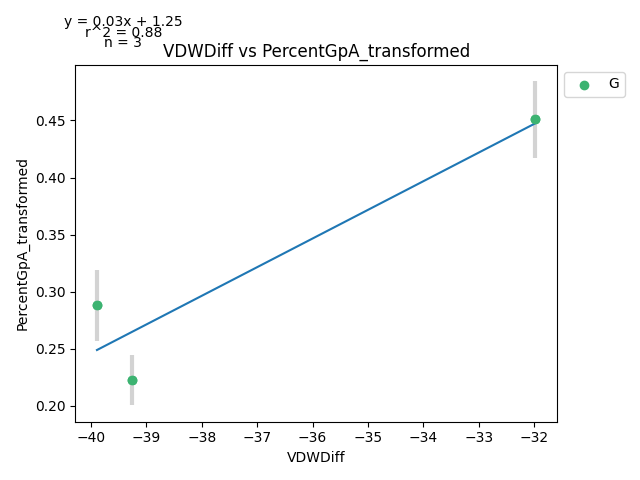 y = 0.03x + 1.25
r^2 = 0.88
n = 3
VDWDiff vs PercentGpA_transformed
G
PercentGpA_transformed
0.45
0.40
0.35
0.30
0.25
0.20
−40 −39 −38 −37 −36 −35 −34 −33 −32
VDWDiff